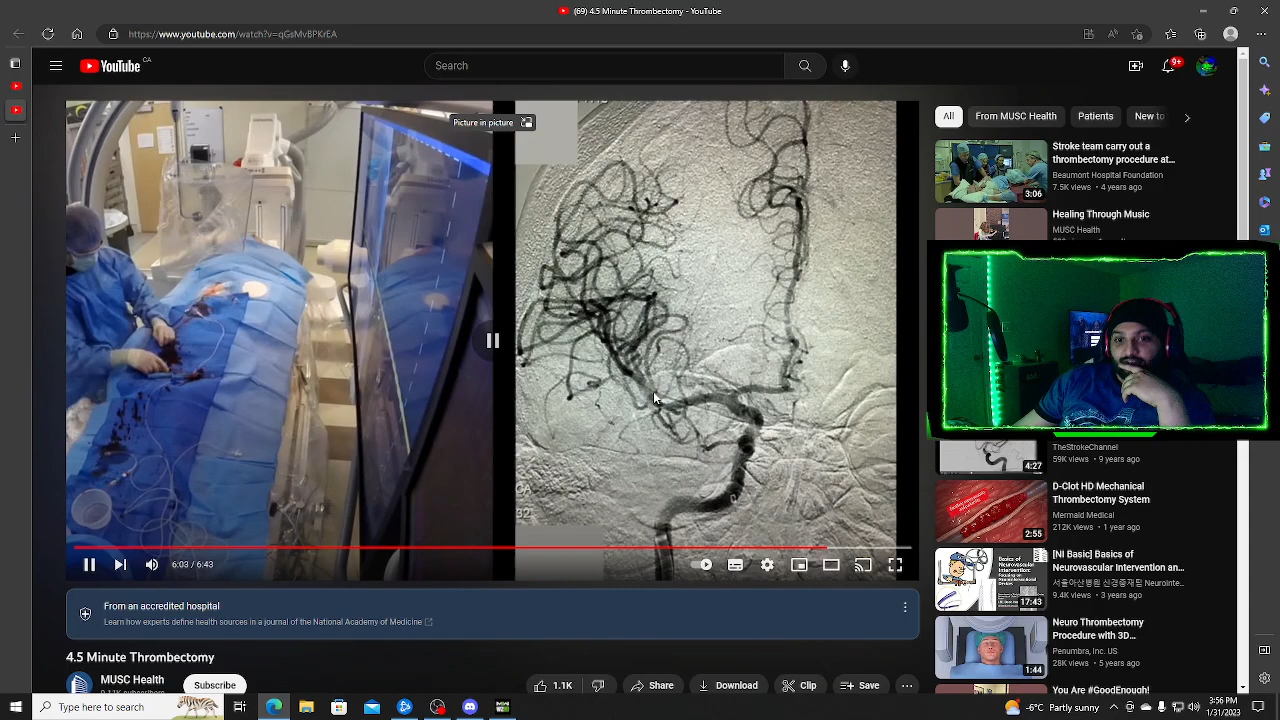 (69) 4.5 Minute Thrombectomy - YouTube
https://www.youtube.com/watch?v=qGsMvBPKrEA
YouTube CA
Search
9+
Picture in picture
CA
32°
6:03 / 6:43
From an accredited hospital
Learn how experts define health sources in a journal of the National Academy of Medicine
4.5 Minute Thrombectomy
MUSC Health
Subscribe
1.1K
Share
Download
Clip
Save
All
From MUSC Health
Patients
New to
Stroke team carry out a
thrombectomy procedure at...
Beaumont Hospital Foundation
7.5K views • 4 years ago
3:06
Healing Through Music
MUSC Health
TheStrokeChannel
59K views • 9 years ago
4:27
D-Clot HD Mechanical
Thrombectomy System
Mermaid Medical
212K views • 1 year ago
2:55
[NI Basic] Basics of
Neurovascular Intervention an...
서울아산병원 신경중재팀 NeuroInte...
9.4K views • 3 years ago
17:43
Neuro Thrombectomy
Procedure with 3D...
Penumbra, Inc. US
28K views • 5 years ago
1:44
You Are #GoodEnough!
Type here to search
-6°C Partly sunny
3:56 PM
1/31/2023